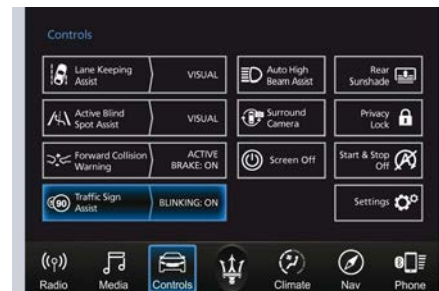 Controls
Lane Keeping
Assist
VISUAL
Auto High
Beam Assist
Rear
Sunshade
Active Blind
Spot Assist
VISUAL
Surround
Camera
Privacy
Lock
Forward Collision
Warning
ACTIVE
BRAKE: ON
Screen Off
Start & Stop
Off
90
Traffic Sign
Assist
BLINKING: ON
Settings
Radio
Media
Controls
Climate
Nav
Phone